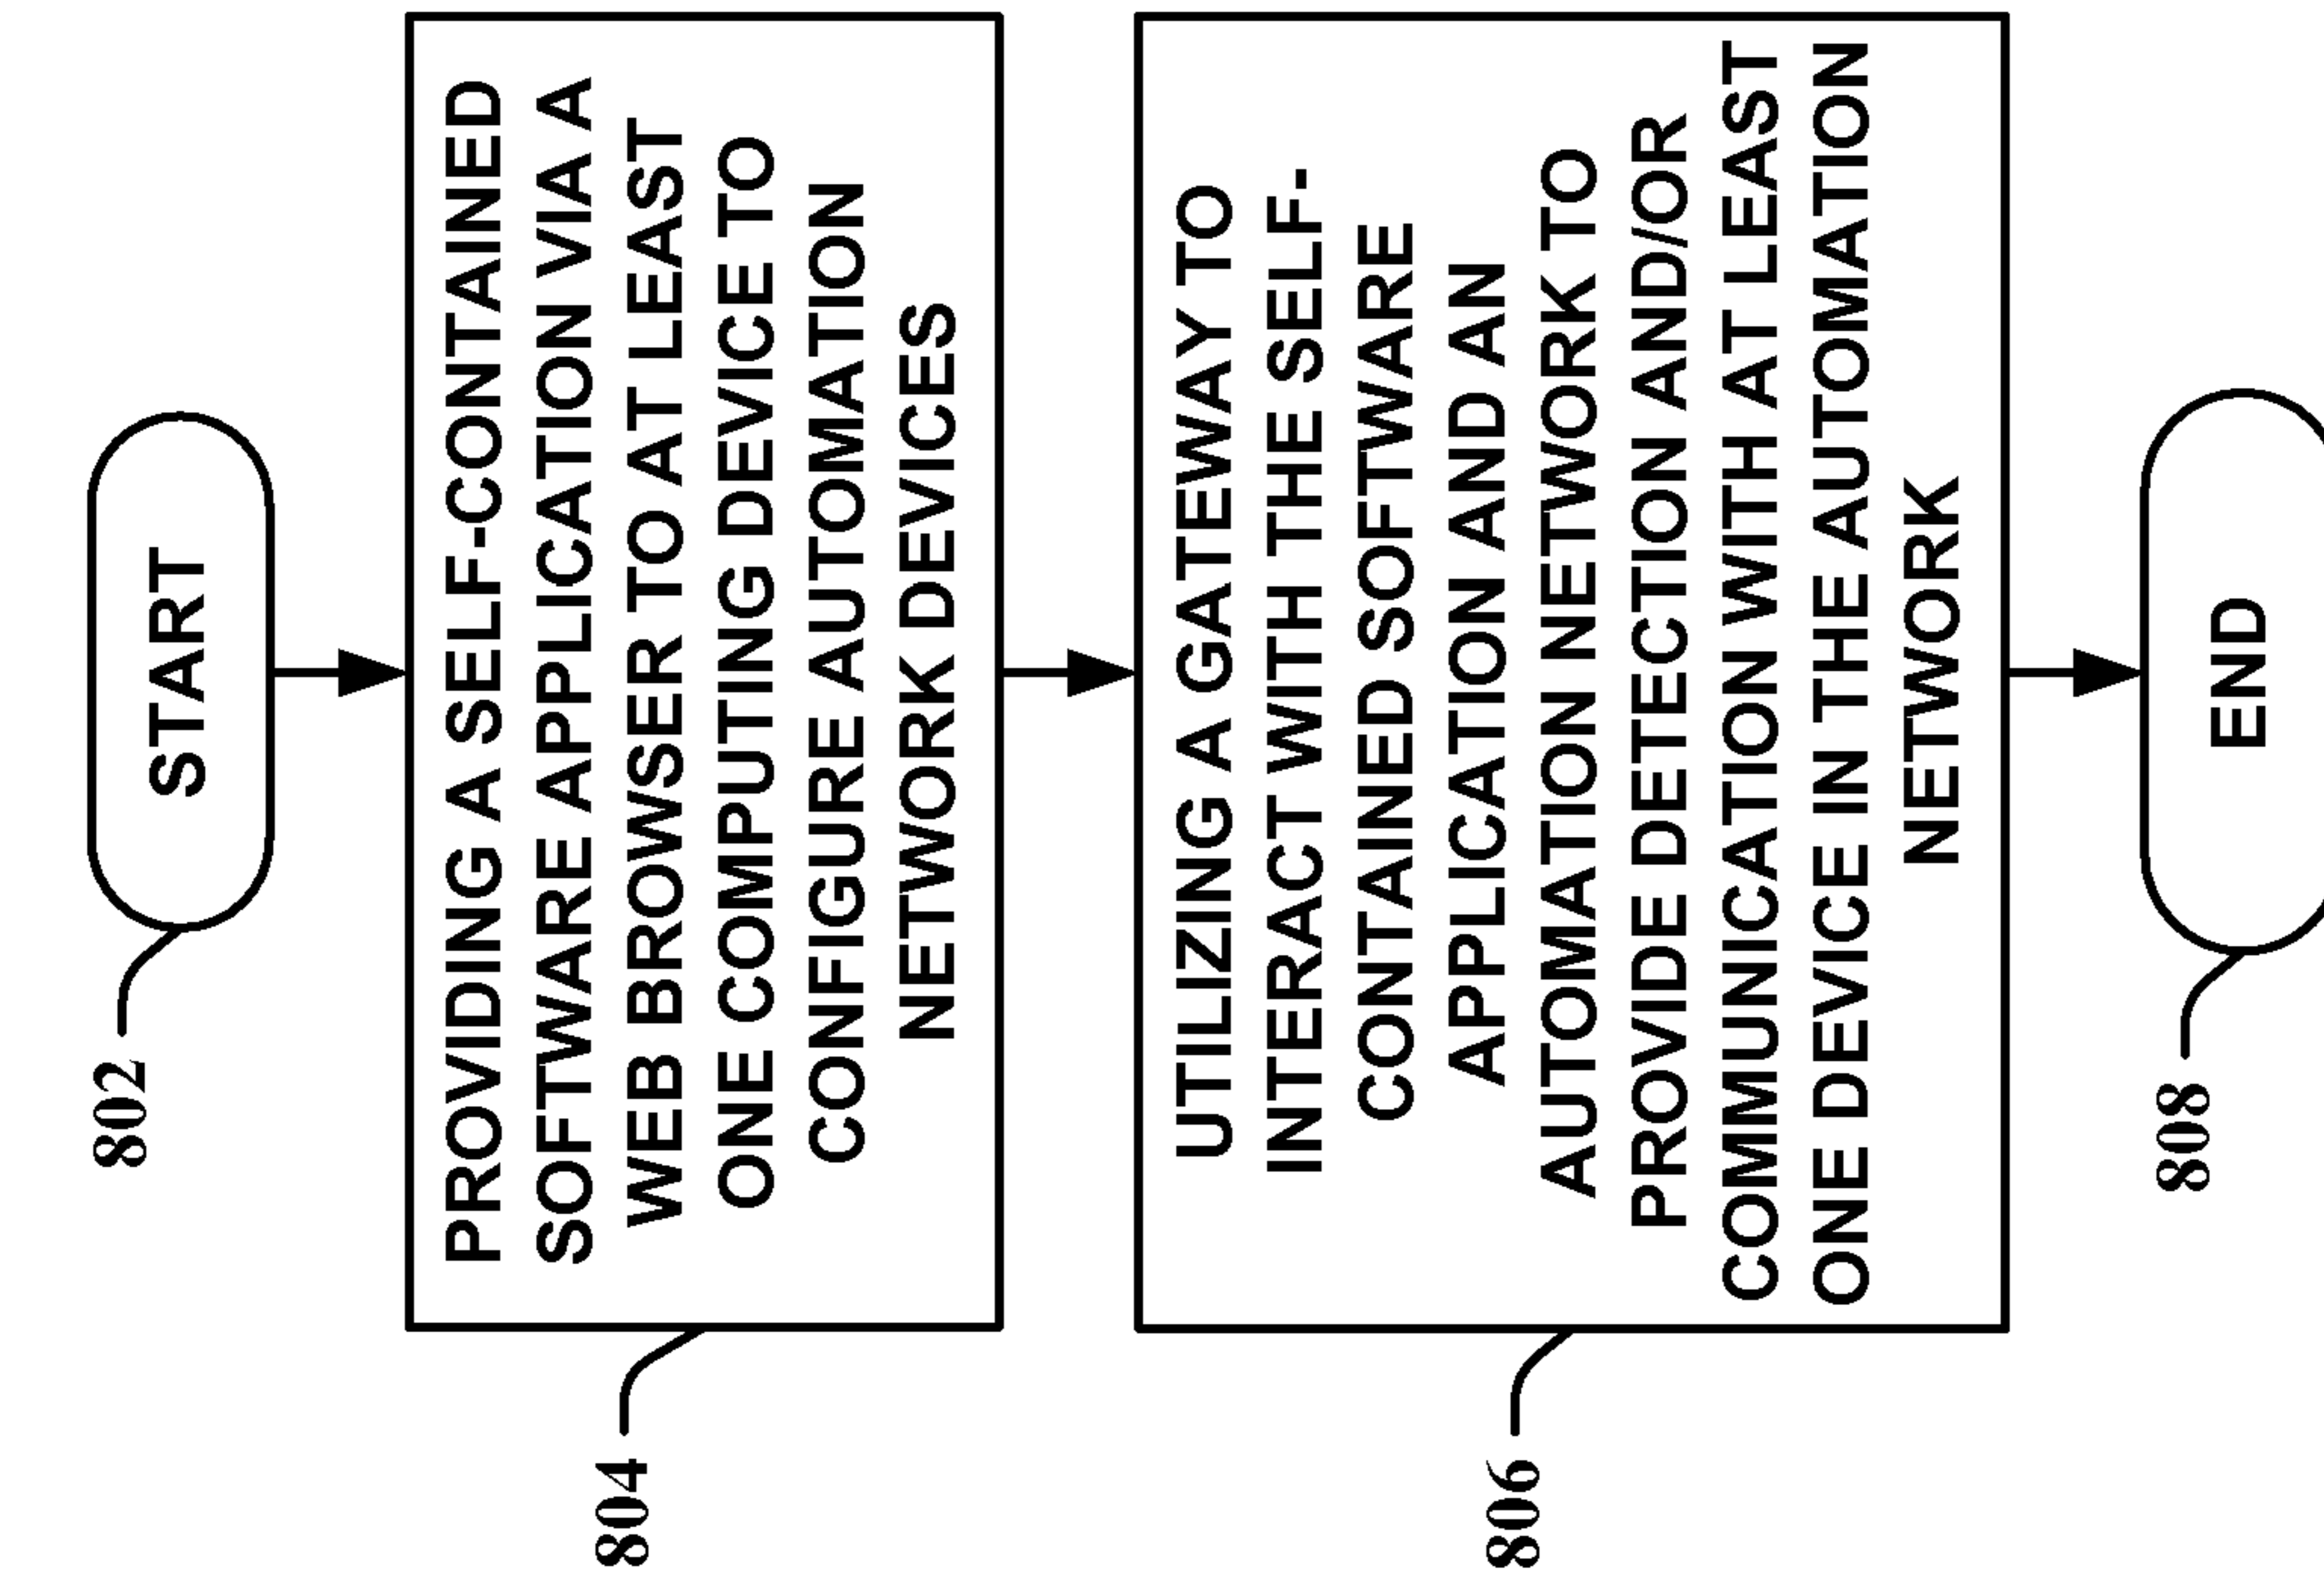 START
802
PROVIDING A SELF-CONTAINED
SOFTWARE APPLICATION VIA A
WEB BROWSER TO AT LEAST
ONE COMPUTING DEVICE TO
CONFIGURE AUTOMATION
NETWORK DEVICES
804
UTILIZING A GATEWAY TO
INTERACT WITH THE SELF-
CONTAINED SOFTWARE
APPLICATION AND AN
AUTOMATION NETWORK TO
PROVIDE DETECTION AND/OR
COMMUNICATION WITH AT LEAST
ONE DEVICE IN THE AUTOMATION
NETWORK
806
END
808